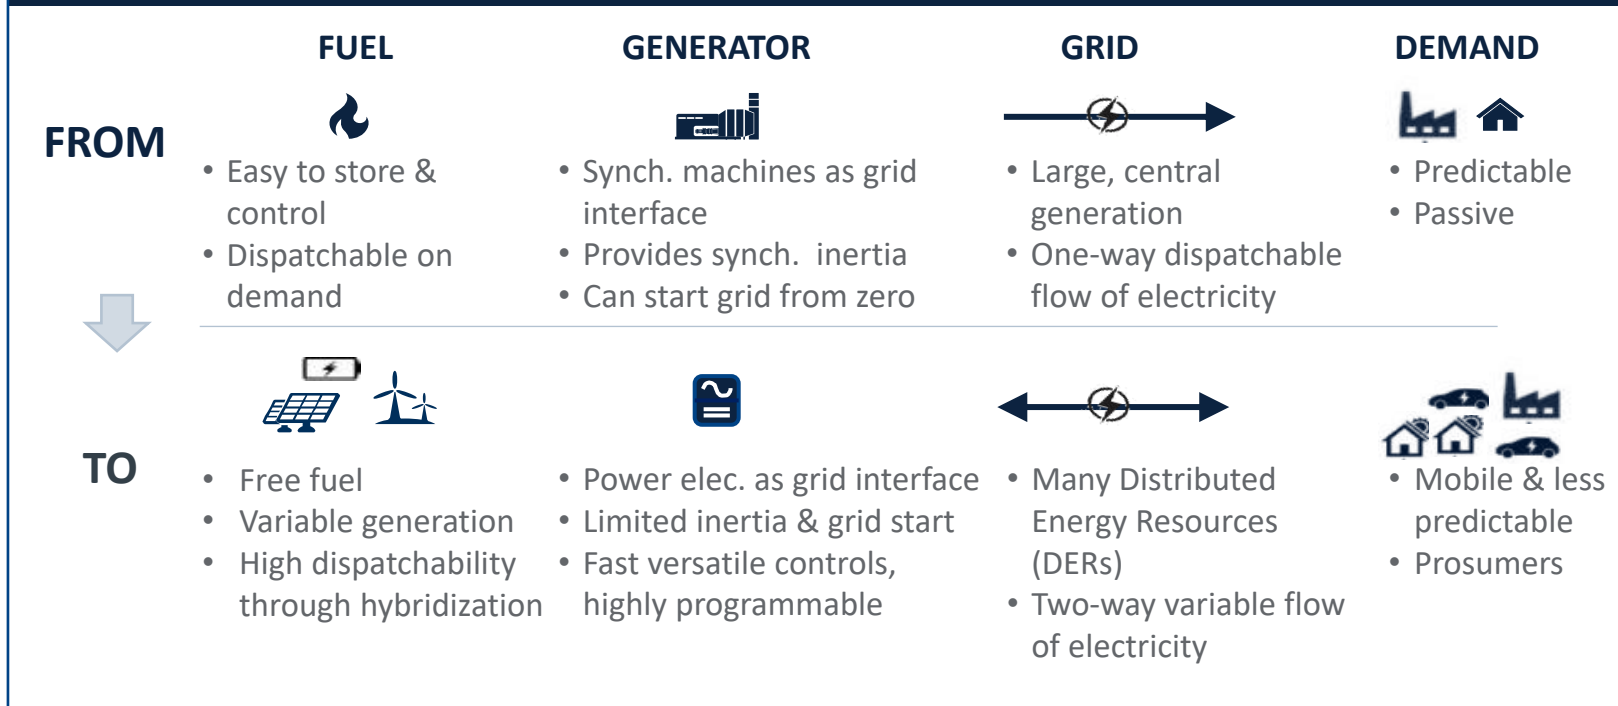 FUEL
GENERATOR
GRID
DEMAND
FROM
• Easy to store &
control
• Dispatchable on
demand
• Synch. machines as grid
interface
• Provides synch.  inertia
• Can start grid from zero
• Large, central
generation
• One-way dispatchable
flow of electricity
• Predictable
• Passive
TO
• Free fuel
• Variable generation
• High dispatchability
through hybridization
• Power elec. as grid interface
• Limited inertia & grid start
• Fast versatile controls,
highly programmable
• Many Distributed
Energy Resources
(DERs)
• Two-way variable flow
of electricity
• Mobile & less
predictable
• Prosumers